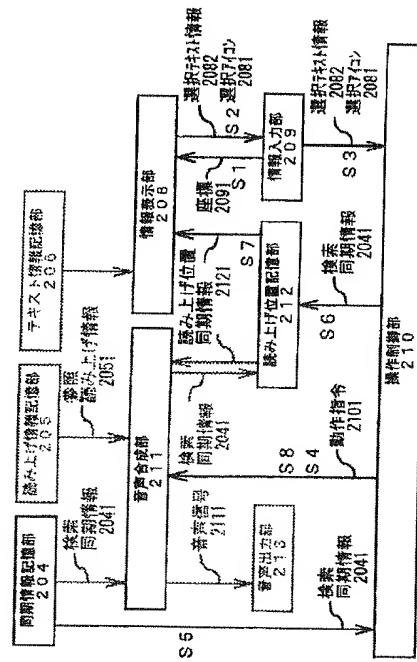 同期情報記憶部
204
読み上げ情報記憶部
205
テキスト情報記憶部
206
検索
同期情報
2041
参照
読み上げ情報
2051
音声合成部
211
情報表示部
208
選択テキスト情報
2082
選択アイコン
2081
S2
座標
2091
S1
情報入力部
209
選択テキスト情報
2082
選択アイコン
2081
S3
読み上げ位置
同期情報
2121
S7
検索
同期情報
2041
読み上げ位置記憶部
212
検索
同期情報
2041
S6
音声信号
2111
音声出力部
213
S8
S4
動作指令
2101
S5
検索
同期情報
2041
操作制御部
210